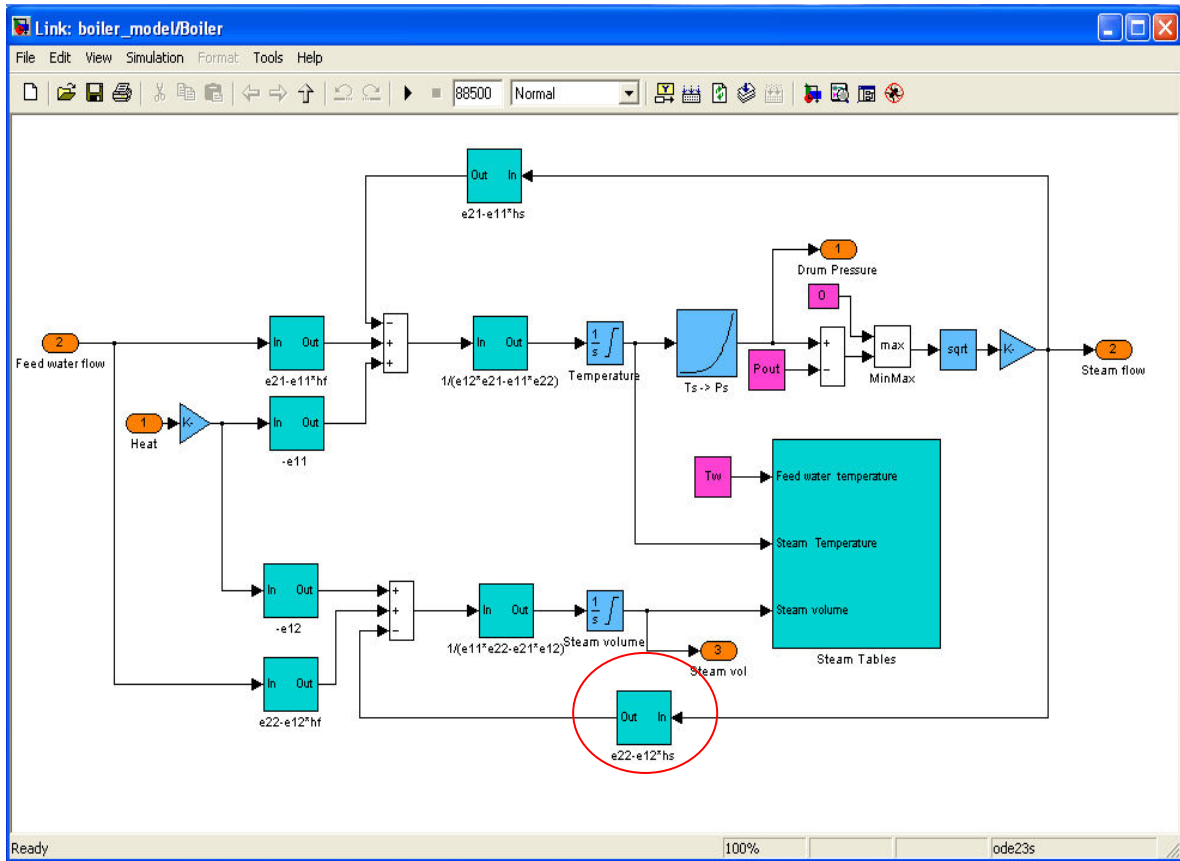 Link: boiler_model/Boiler
File Edit View Simulation Format Tools Help
88500 Normal
Out In
e21-e11*hs
1
Drum Pressure
0
2
Feed water flow
In Out
e21-e11*hf
-
+
+
In Out
1/(e12*e21-e11*e22)
1
s
Temperature
Ts -> Ps
Pout
+
-
max
MinMax
sqrt
K-
2
Steam flow
1
Heat
K-
In Out
-e11
Tw
Feed water temperature
Steam Temperature
Steam volume
Steam Tables
In Out
-e12
+
+
-
In Out
1/(e11*e22-e21*e12)
1
s
Steam volume
3
Steam vol
In Out
e22-e12*hf
Out In
e22-e12*hs
Ready 100% ode23s